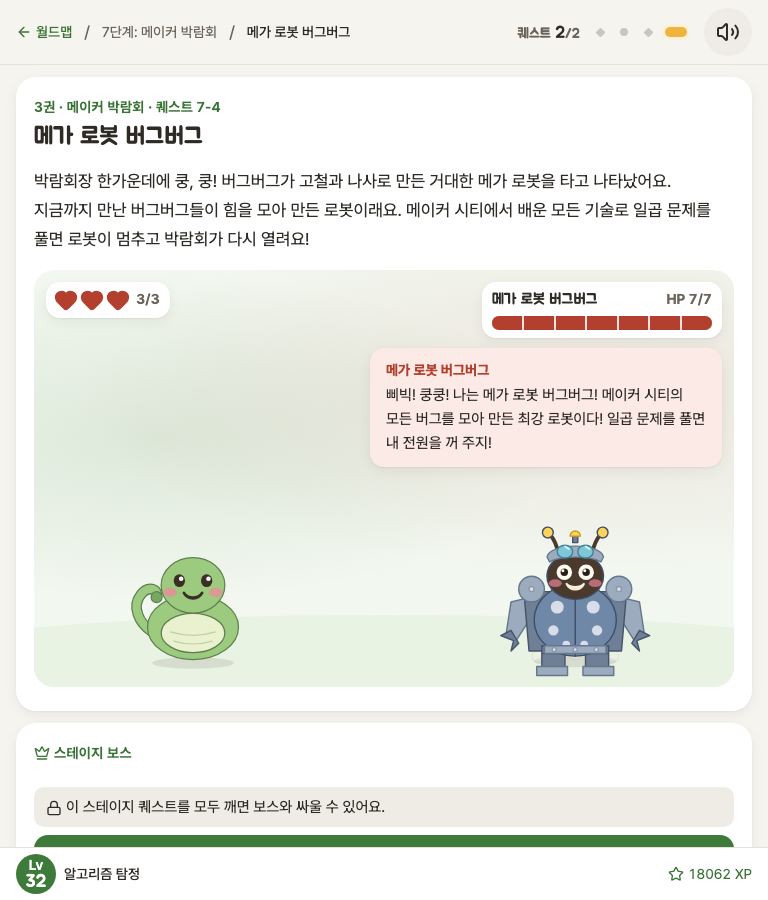 월드맵 / 7단계: 메이커 박람회 / 메가 로봇 버그버그
퀘스트 2/2
3권 · 메이커 박람회 · 퀘스트 7-4
메가 로봇 버그버그
박람회장 한가운데에 쿵, 쿵! 버그버그가 고철과 나사로 만든 거대한 메가 로봇을 타고 나타났어요.
지금까지 만난 버그버그들이 힘을 모아 만든 로봇이래요. 메이커 시티에서 배운 모든 기술로 일곱 문제를
풀면 로봇이 멈추고 박람회가 다시 열려요!
3/3
메가 로봇 버그버그 HP 7/7
메가 로봇 버그버그
삐빅! 쿵쿵! 나는 메가 로봇 버그버그! 메이커 시티의
모든 버그를 모아 만든 최강 로봇이다! 일곱 문제를 풀면
내 전원을 꺼 주지!
스테이지 보스
이 스테이지 퀘스트를 모두 깨면 보스와 싸울 수 있어요.
Lv
32
알고리즘 탐정
18062 XP